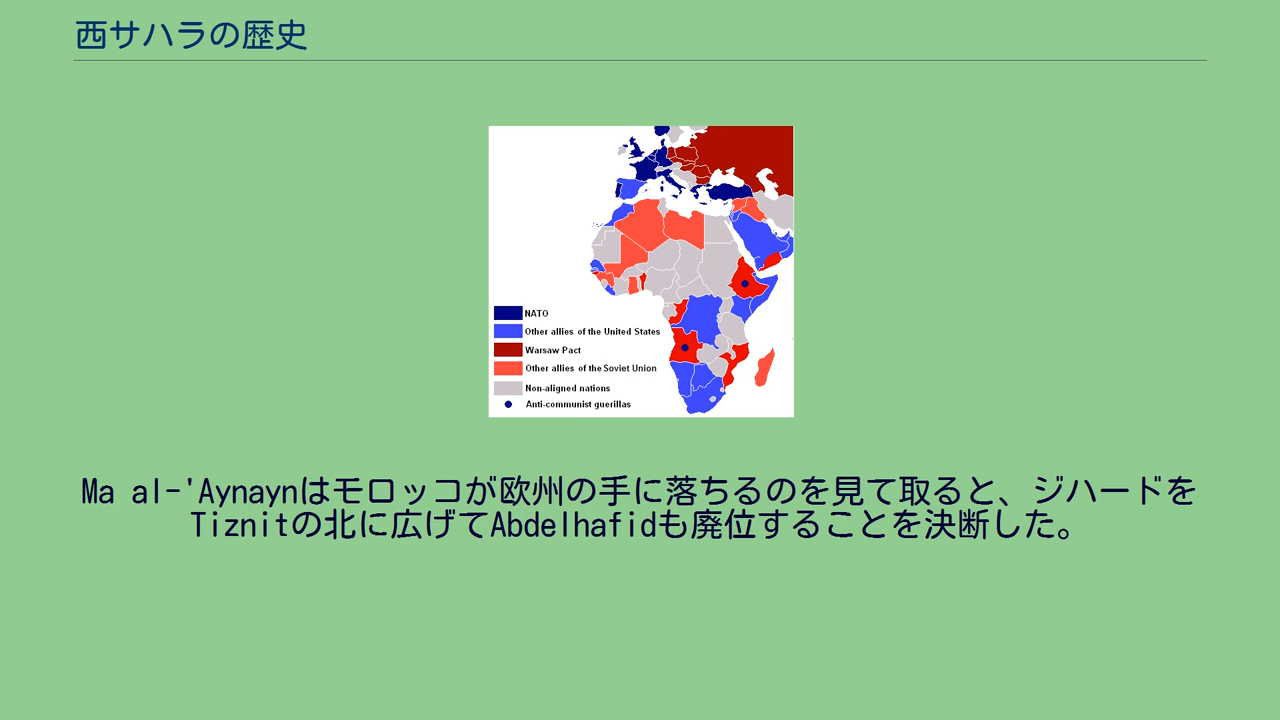 西サハラの歴史
NATO
Other allies of the United States
Warsaw Pact
Other allies of the Soviet Union
Non-aligned nations
Anti-communist guerillas
Ma al-'Aynaynはモロッコが欧州の手に落ちるのを見て取ると、ジハードを
Tiznitの北に広げてAbdelhafidも廃位することを決断した。